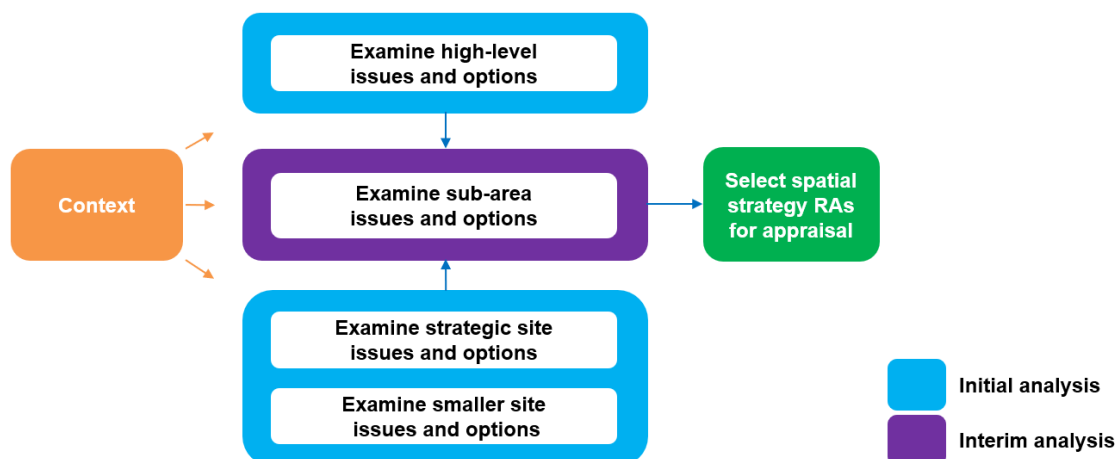 Examine high-level
issues and options
Context
Examine sub-area
issues and options
Select spatial
strategy RAs
for appraisal
Examine strategic site
issues and options
Examine smaller site
issues and options
Initial analysis
Interim analysis